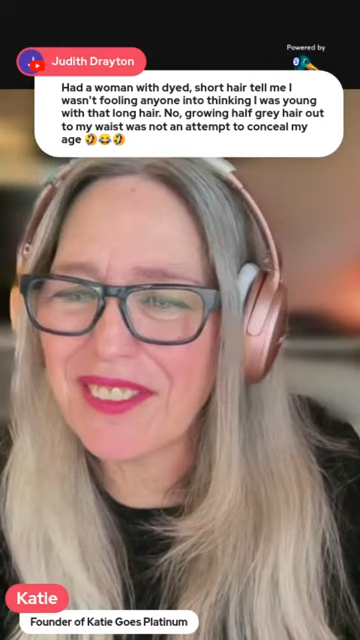 Powered by
Judith Drayton
Had a woman with dyed, short hair tell me I
wasn't fooling anyone into thinking I was young
with that long hair. No, growing half grey hair out
to my waist was not an attempt to conceal my
age 🤣😂🤣
Katie
Founder of Katie Goes Platinum